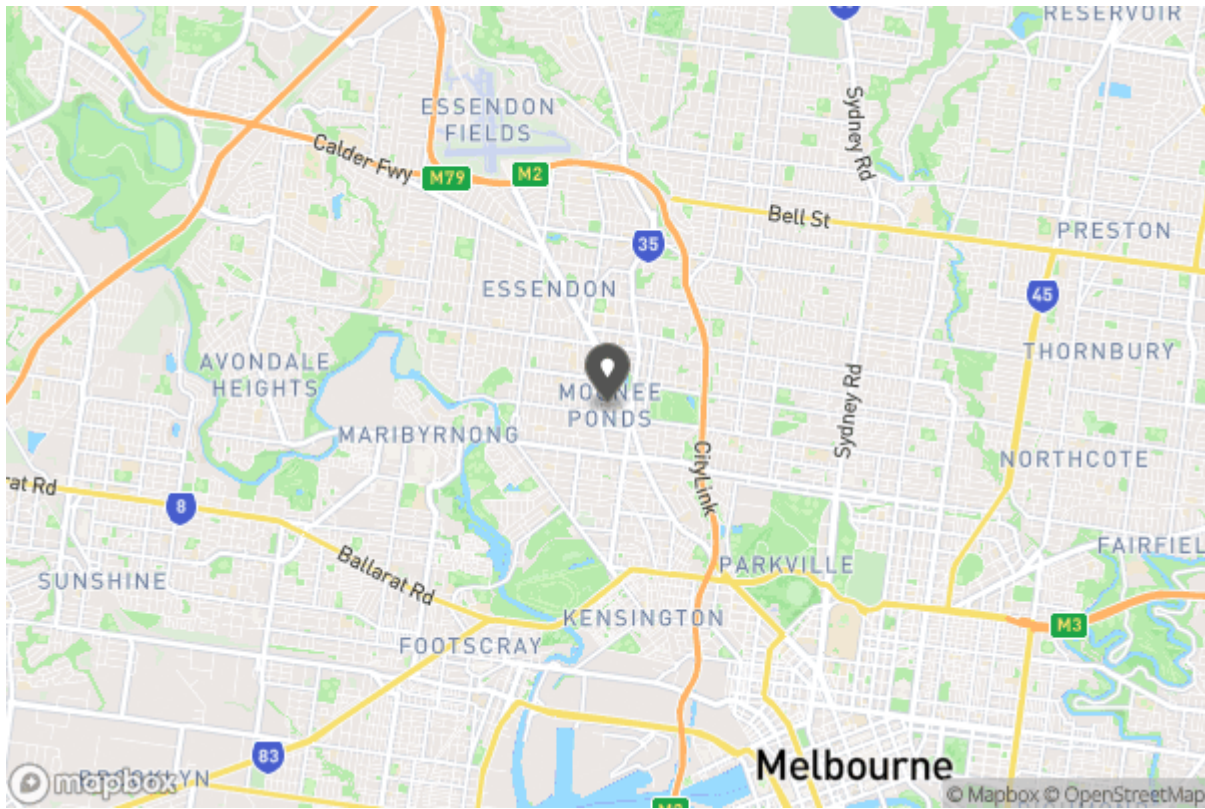 RESERVOIR
ESSENDON
FIELDS
Sydney Rd
Calder Fwy
M79
M2
Bell St
PRESTON
35
ESSENDON
45
AVONDALE
HEIGHTS
THORNBURY
MOONEE
PONDS
Sydney Rd
MARIBYRNONG
CityLink
NORTHCOTE
rat Rd
8
FAIRFIEL
Ballarat Rd
PARKVILLE
SUNSHINE
KENSINGTON
M3
FOOTSCRAY
83
Melbourne
BROOKLYN
mapbox
© Mapbox © OpenStreetMap